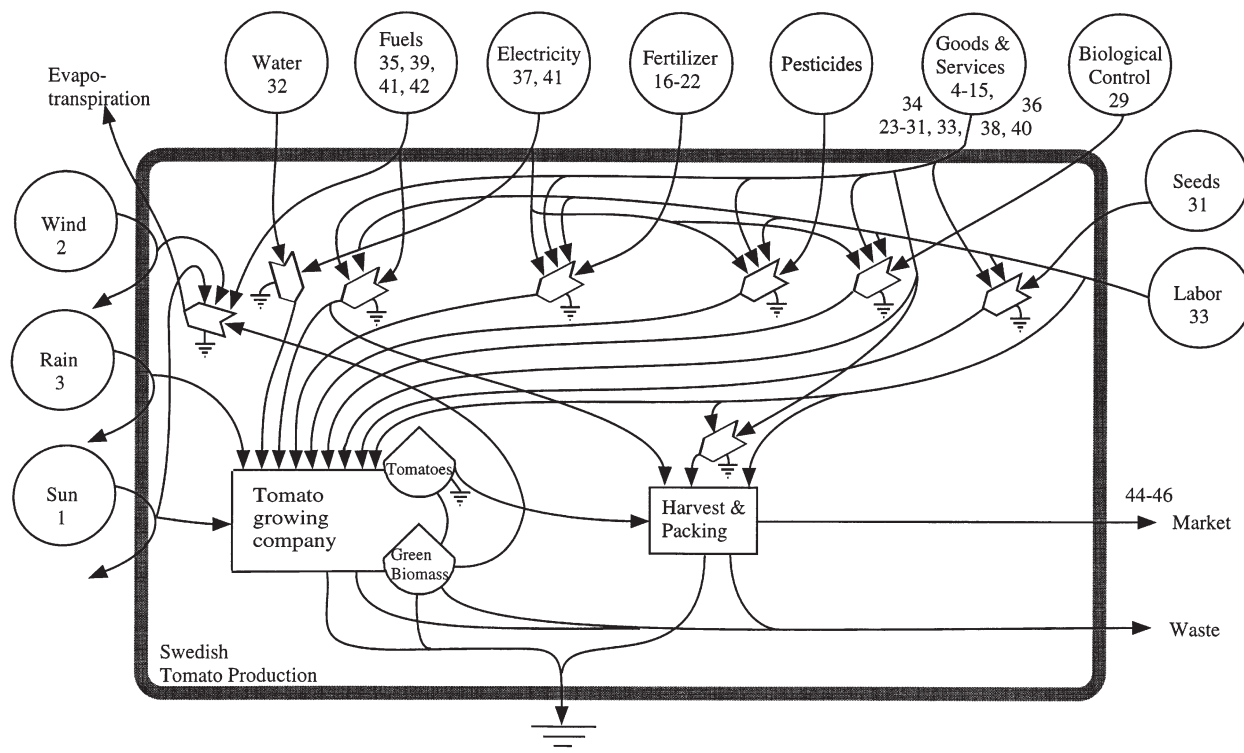 Water
32
Fuels
35, 39,
41, 42
Electricity
37, 41
Fertilizer
16-22
Pesticides
Goods &
Services
4-15,
Biological
Control
29
34
23-31, 33,
36
38, 40
Evapo-
transpiration
Wind
2
Rain
3
Sun
1
Seeds
31
Labor
33
Tomatoes
Tomato
growing
company
Green
Biomass
Harvest &
Packing
44-46
Market
Waste
Swedish
Tomato Production